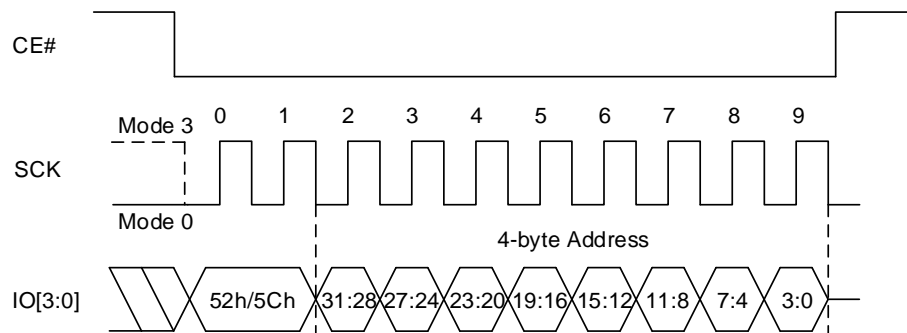 CE#
0 1 2 3 4 5 6 7 8 9
Mode 3
SCK
Mode 0
4-byte Address
IO[3:0] 52h/5Ch 31:28 27:24 23:20 19:16 15:12 11:8 7:4 3:0